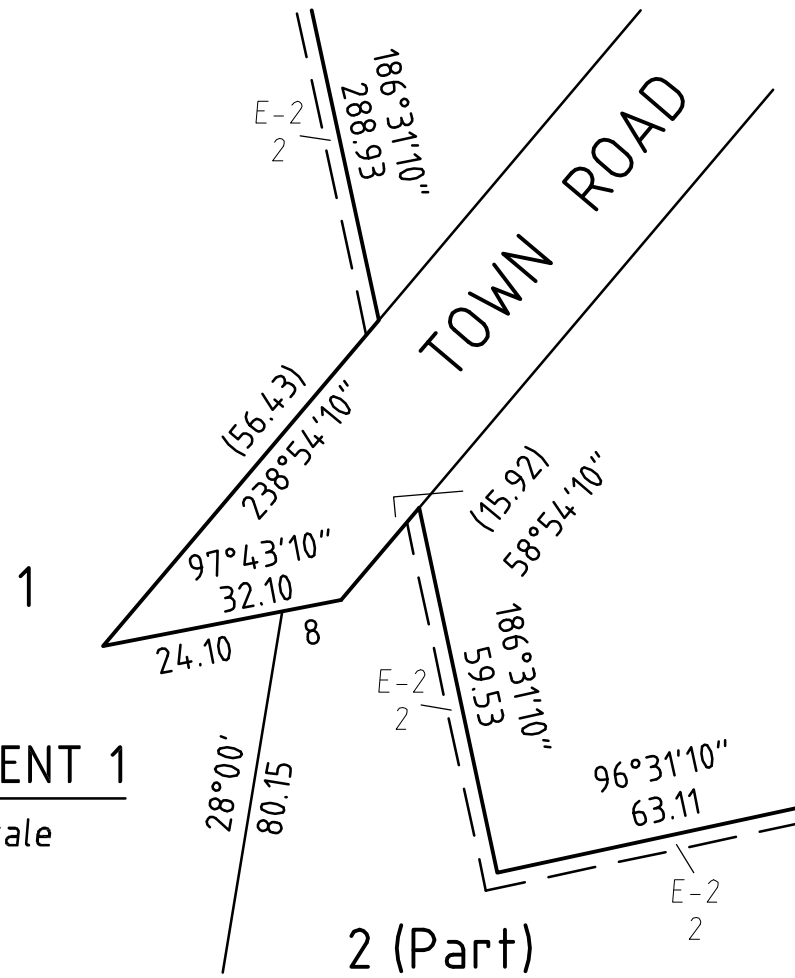 186°31'10"
288.93
E-2
2
TOWN ROAD
(56.43)
238°54'10"
(15.92)
58°54'10"
97°43'10"
32.10
1
24.10
8
186°31'10"
59.53
E-2
2
ENT 1
ale
28°00'
80.15
96°31'10"
63.11
E-2
2
2 (Part)